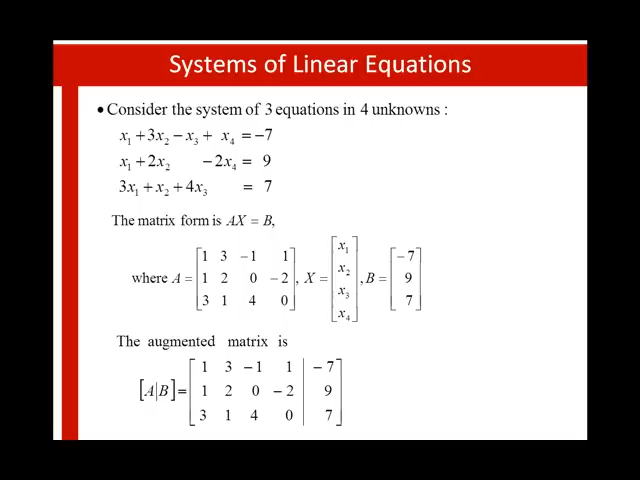 Systems of Linear Equations
• Consider the system of 3 equations in 4 unknowns :
x₁ + 3x₂ − x₃ + x₄ = −7
x₁ + 2x₂ − 2x₄ = 9
3x₁ + x₂ + 4x₃ = 7
The matrix form is AX = B,
where A = [1 3 −1 1; 1 2 0 −2; 3 1 4 0], X = [x₁; x₂; x₃; x₄], B = [−7; 9; 7]
The augmented matrix is
[A|B] = [1 3 −1 1 | −7; 1 2 0 −2 | 9; 3 1 4 0 | 7]